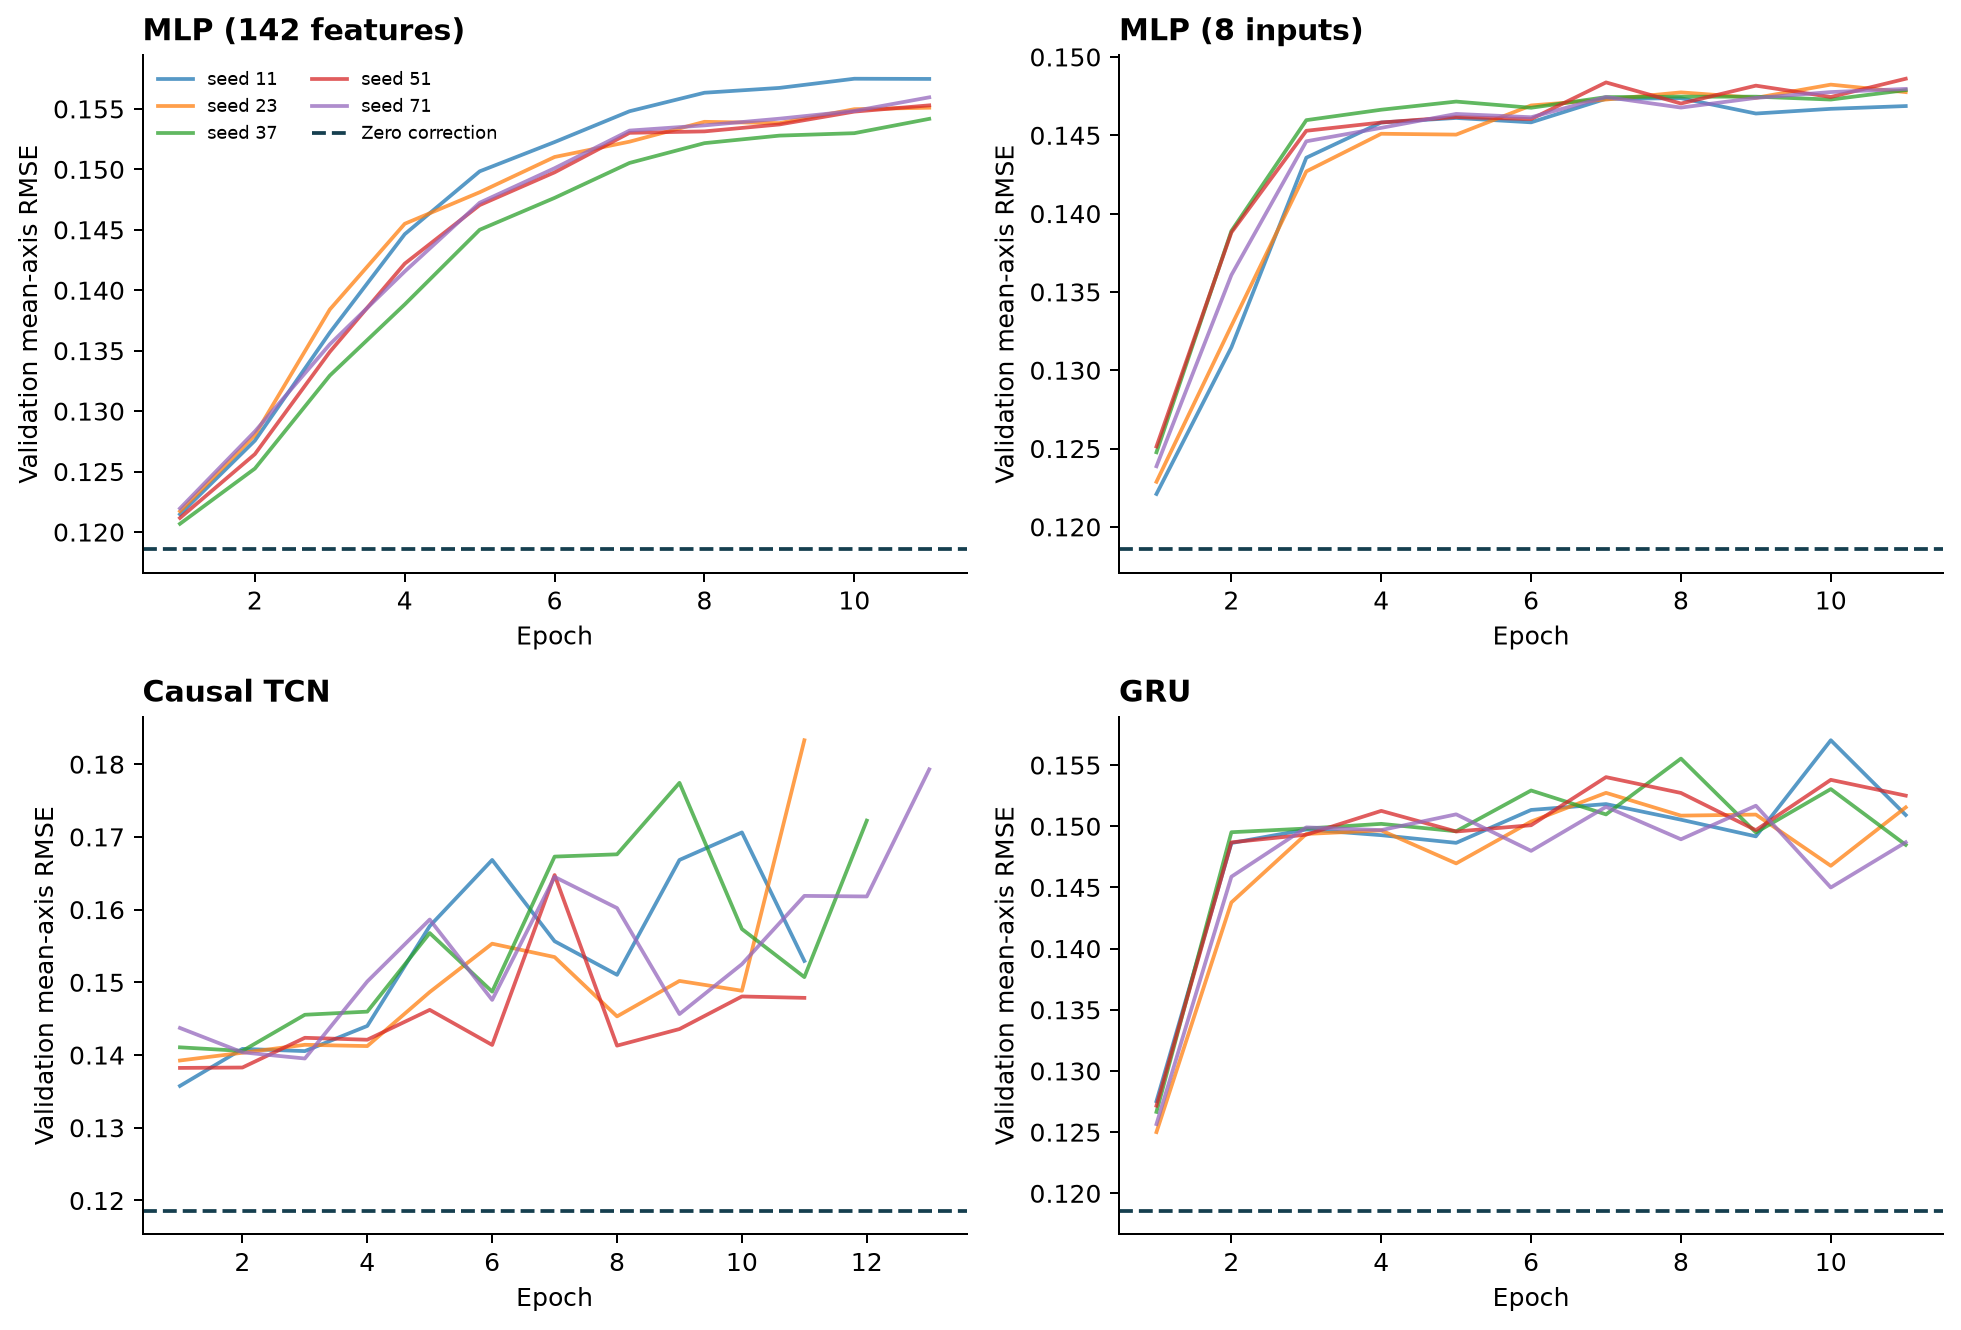 MLP (142 features)
seed 11
seed 23
seed 37
seed 51
seed 71
Zero correction
Validation mean-axis RMSE
0.155
0.150
0.145
0.140
0.135
0.130
0.125
0.120
2 4 6 8 10
Epoch
MLP (8 inputs)
Validation mean-axis RMSE
0.150
0.145
0.140
0.135
0.130
0.125
0.120
2 4 6 8 10
Epoch
Causal TCN
Validation mean-axis RMSE
0.18
0.17
0.16
0.15
0.14
0.13
0.12
2 4 6 8 10 12
Epoch
GRU
Validation mean-axis RMSE
0.155
0.150
0.145
0.140
0.135
0.130
0.125
0.120
2 4 6 8 10
Epoch